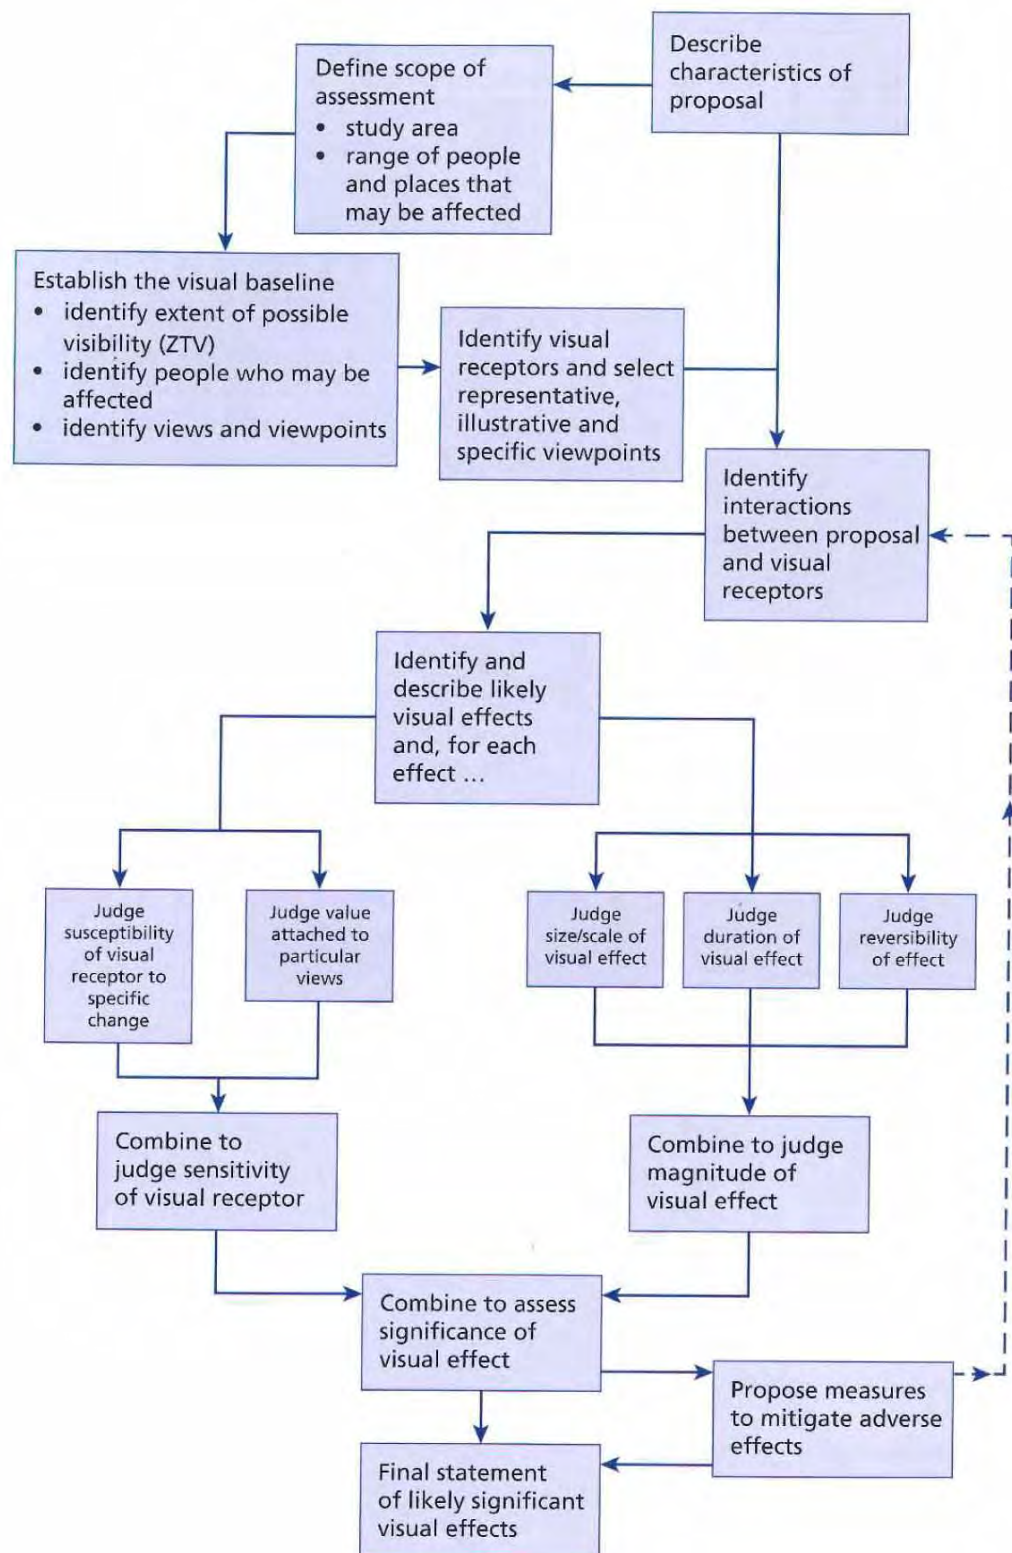 Describe
characteristics of
proposal
Define scope of
assessment
• study area
• range of people
and places that
may be affected
Establish the visual baseline
• identify extent of possible
visibility (ZTV)
• identify people who may be
affected
• identify views and viewpoints
Identify visual
receptors and select
representative,
illustrative and
specific viewpoints
Identify
interactions
between proposal
and visual
receptors
Identify and
describe likely
visual effects
and, for each
effect ...
Judge
susceptibility
of visual
receptor to
specific
change
Judge value
attached to
particular
views
Judge
size/scale of
visual effect
Judge
duration of
visual effect
Judge
reversibility
of effect
Combine to
judge sensitivity
of visual receptor
Combine to judge
magnitude of
visual effect
Combine to assess
significance of
visual effect
Propose measures
to mitigate adverse
effects
Final statement
of likely significant
visual effects